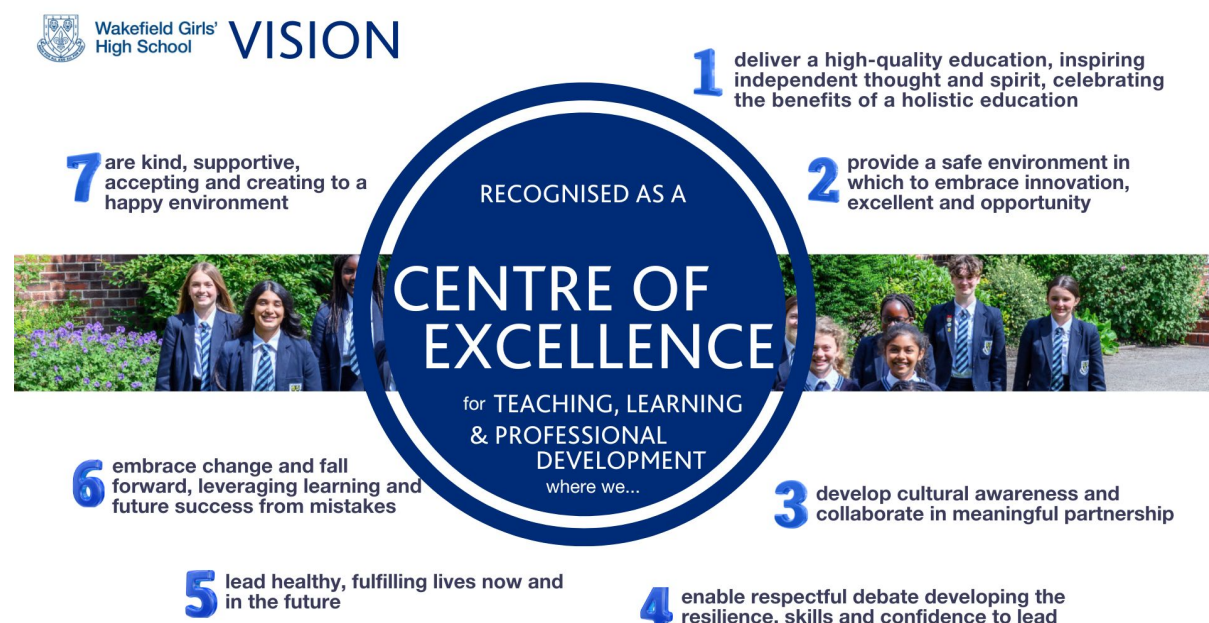 Wakefield Girls'
High School
VISION
RECOGNISED AS A
CENTRE OF
EXCELLENCE
for TEACHING, LEARNING
& PROFESSIONAL
DEVELOPMENT
where we...
1
deliver a high-quality education, inspiring
independent thought and spirit, celebrating
the benefits of a holistic education
2
provide a safe environment in
which to embrace innovation,
excellent and opportunity
3
develop cultural awareness and
collaborate in meaningful partnership
4
enable respectful debate developing the
resilience, skills and confidence to lead
5
lead healthy, fulfilling lives now and
in the future
6
embrace change and fall
forward, leveraging learning and
future success from mistakes
7
are kind, supportive,
accepting and creating to a
happy environment